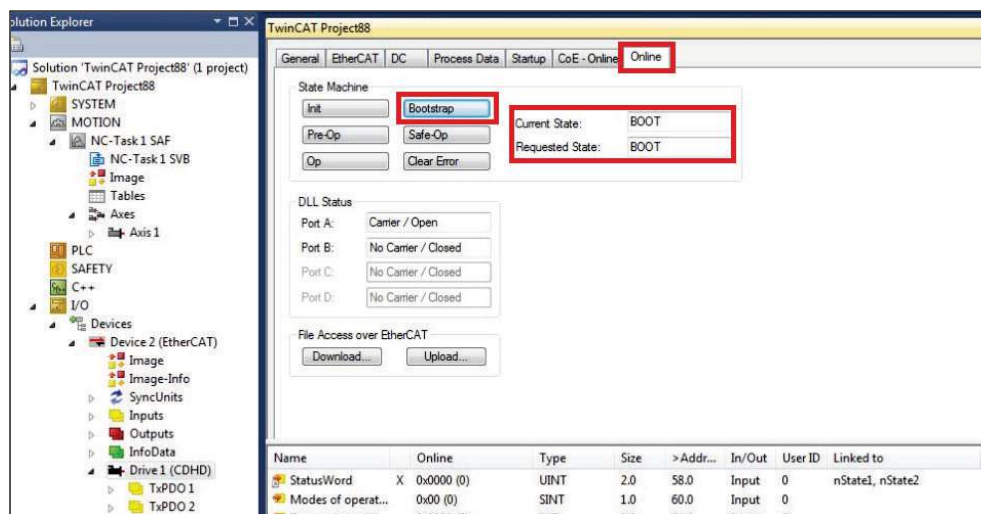 olution Explorer
Solution 'TwinCAT Project88' (1 project)
TwinCAT Project88
SYSTEM
MOTION
NC-Task 1 SAF
NC-Task 1 SVB
Image
Tables
Axes
Axis 1
PLC
SAFETY
C++
I/O
Devices
Device 2 (EtherCAT)
Image
Image-Info
SyncUnits
Inputs
Outputs
InfoData
Drive 1 (CDHD)
TxPDO 1
TxPDO 2
TwinCAT Project88
General EtherCAT DC Process Data Startup CoE - Online Online
State Machine
Init Bootstrap
Pre-Op Safe-Op
Op Clear Error
Current State: BOOT
Requested State: BOOT
DLL Status
Port A: Carrier / Open
Port B: No Carrier / Closed
Port C: No Carrier / Closed
Port D: No Carrier / Closed
File Access over EtherCAT
Download... Upload...
Name Online Type Size >Addr... In/Out User ID Linked to
StatusWord X 0x0000 (0) UINT 2.0 58.0 Input 0 nState1, nState2
Modes of operat... 0x00 (0) SINT 1.0 60.0 Input 0